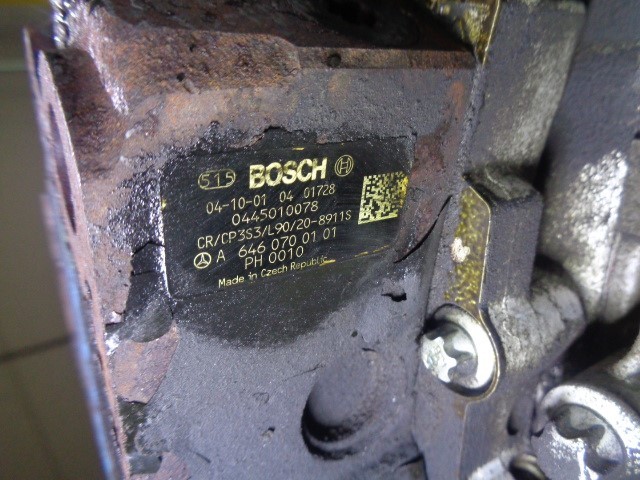 515 BOSCH
04-10-01 04 01728
0445010078
CR/CP3S3/L90/20-8911S
A 646 070 01 01
PH 0010
Made in Czech Republic